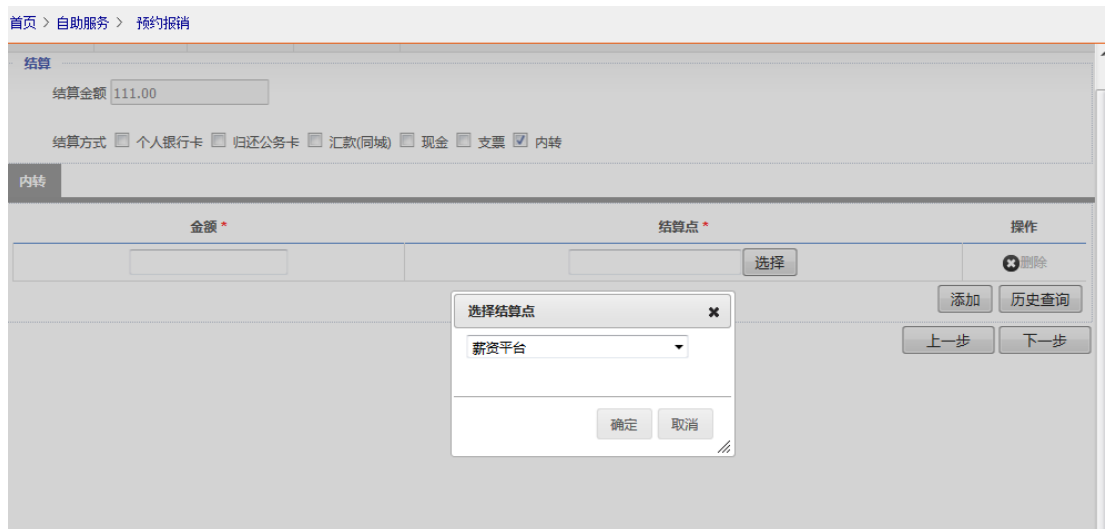 首页 > 自助服务 > 预约报销
结算
结算金额 111.00
结算方式 个人银行卡 归还公务卡 汇款(同城) 现金 支票 内转
内转
金额 * 结算点 * 操作
选择 删除
添加 历史查询
选择结算点
上一步 下一步
薪资平台
确定 取消